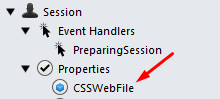 Session
Event Handlers
PreparingSession
Properties
CSSWebFile